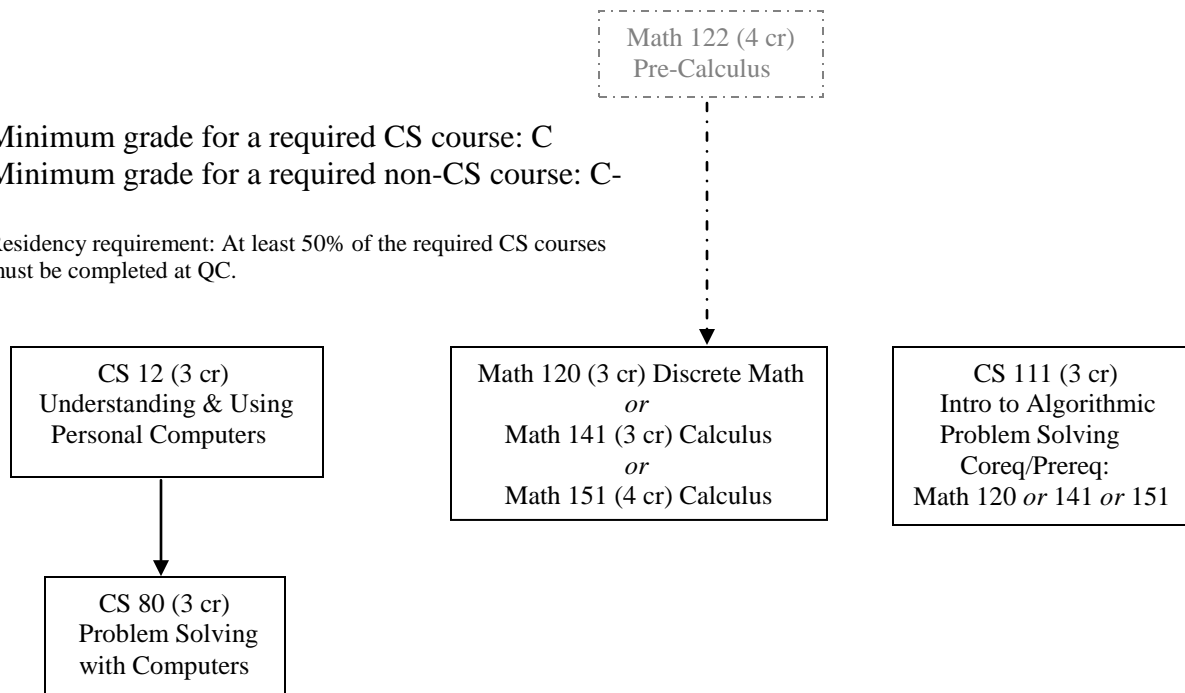 Math 122 (4 cr)
Pre-Calculus
Minimum grade for a required CS course: C
Minimum grade for a required non-CS course: C-
Residency requirement: At least 50% of the required CS courses
must be completed at QC.
CS 12 (3 cr)
Understanding & Using
Personal Computers
Math 120 (3 cr) Discrete Math
or
Math 141 (3 cr) Calculus
or
Math 151 (4 cr) Calculus
CS 111 (3 cr)
Intro to Algorithmic
Problem Solving
Coreq/Prereq:
Math 120 or 141 or 151
CS 80 (3 cr)
Problem Solving
with Computers